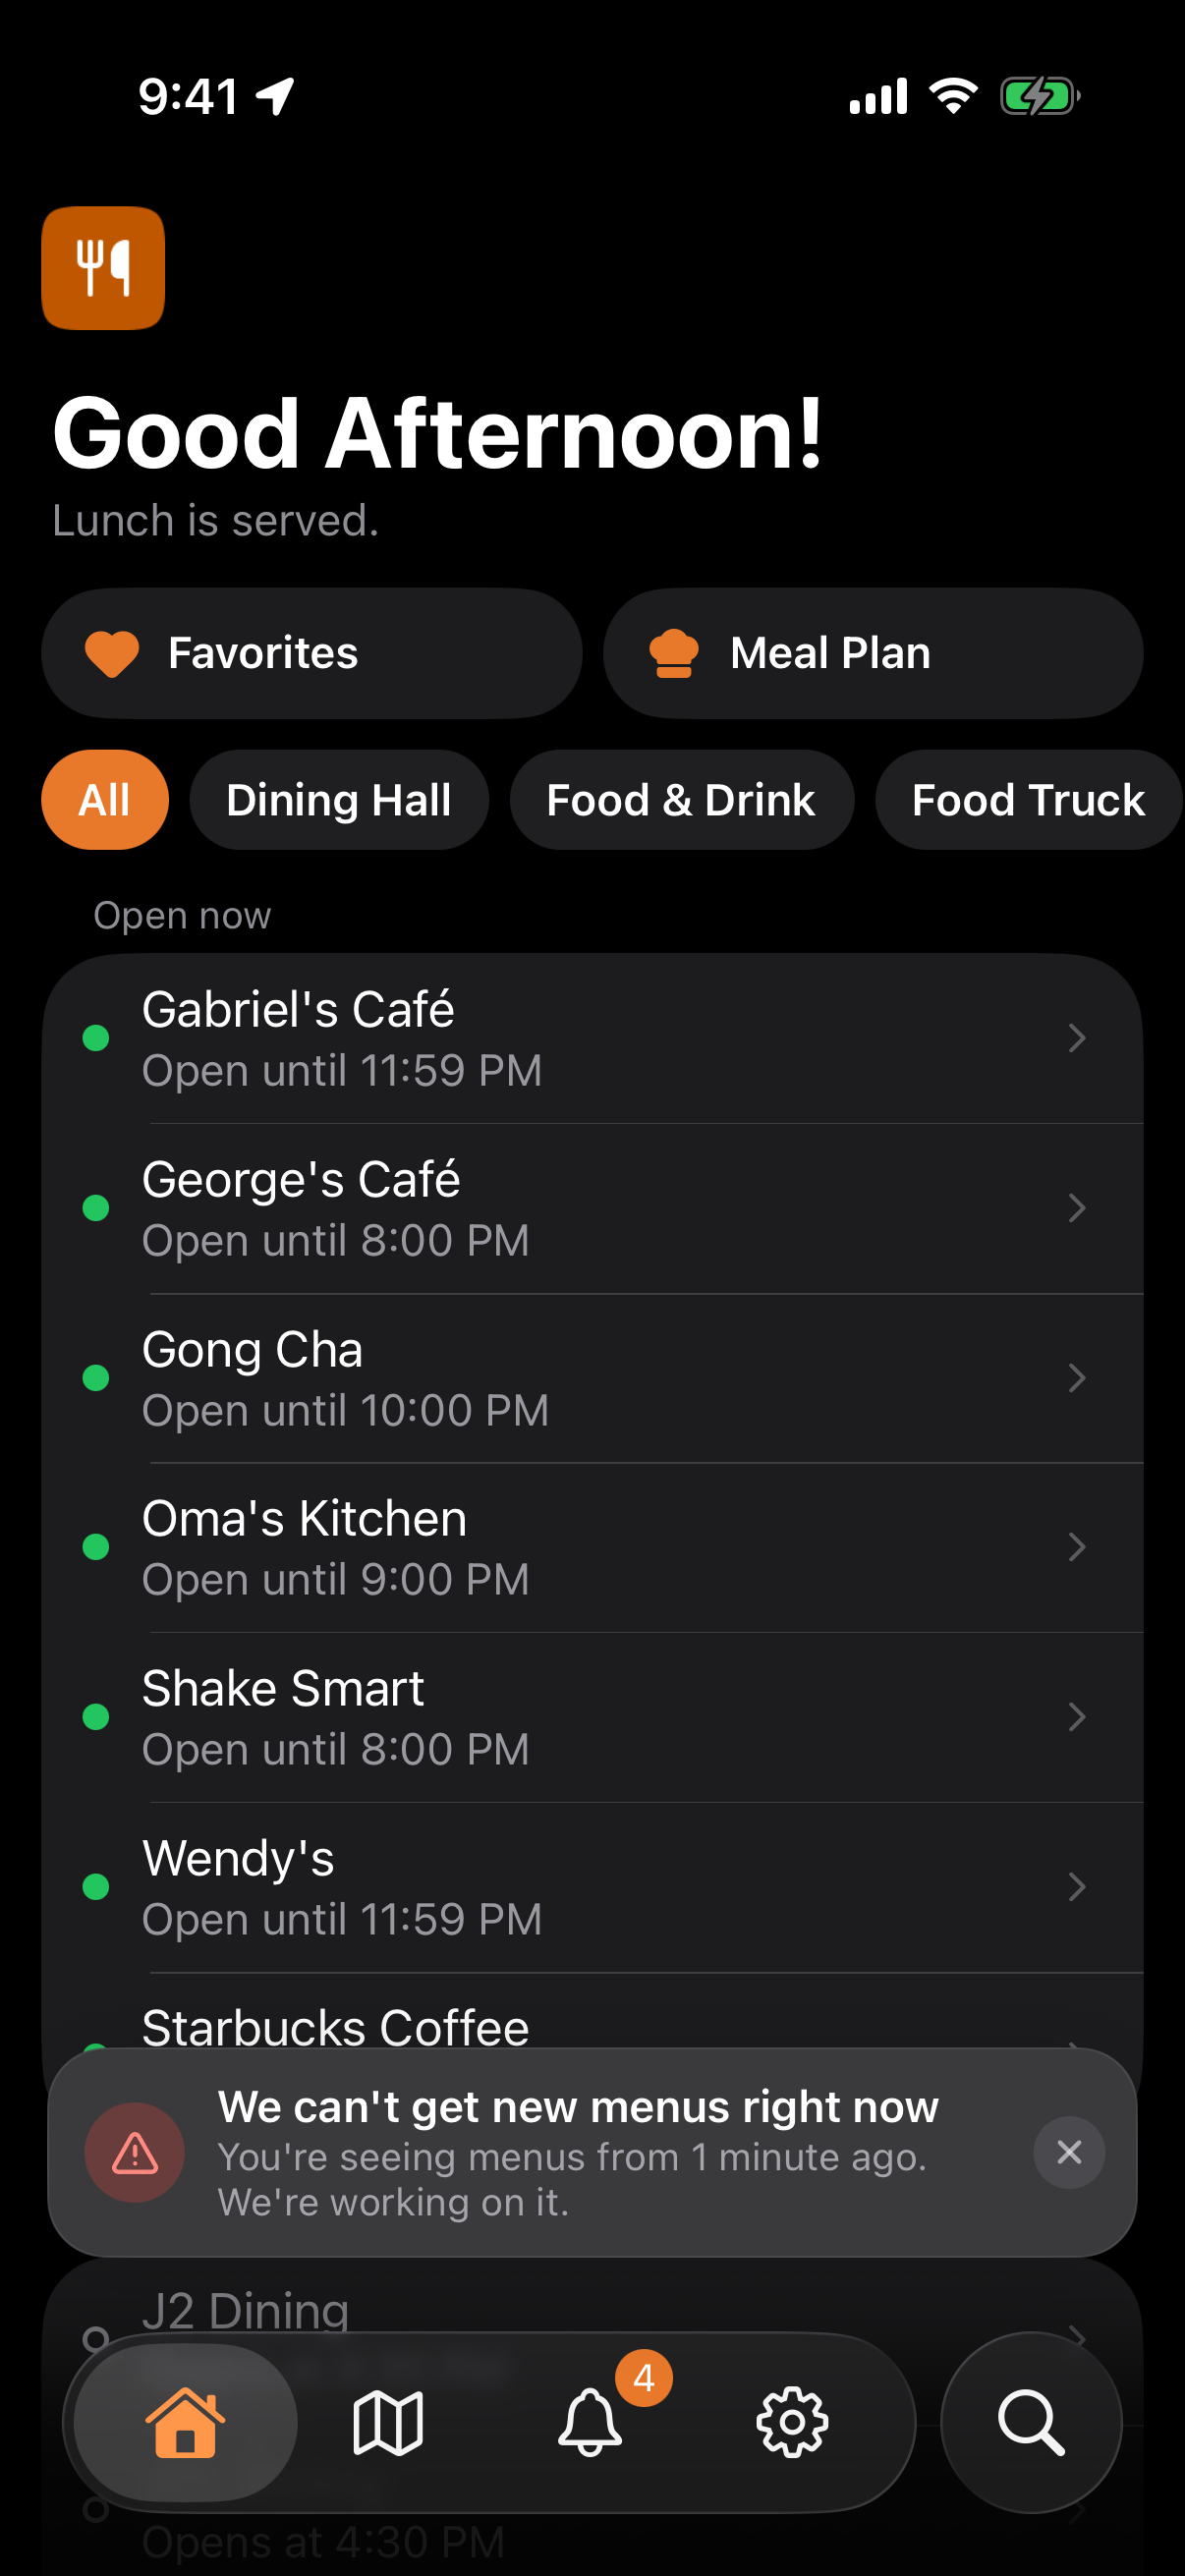 9:41
Good Afternoon!
Lunch is served.
Favorites
Meal Plan
All
Dining Hall
Food & Drink
Food Truck
Open now
Gabriel's Café
Open until 11:59 PM
George's Café
Open until 8:00 PM
Gong Cha
Open until 10:00 PM
Oma's Kitchen
Open until 9:00 PM
Shake Smart
Open until 8:00 PM
Wendy's
Open until 11:59 PM
Starbucks Coffee
We can't get new menus right now
You're seeing menus from 1 minute ago.
We're working on it.
J2 Dining
4
Opens at 4:30 PM